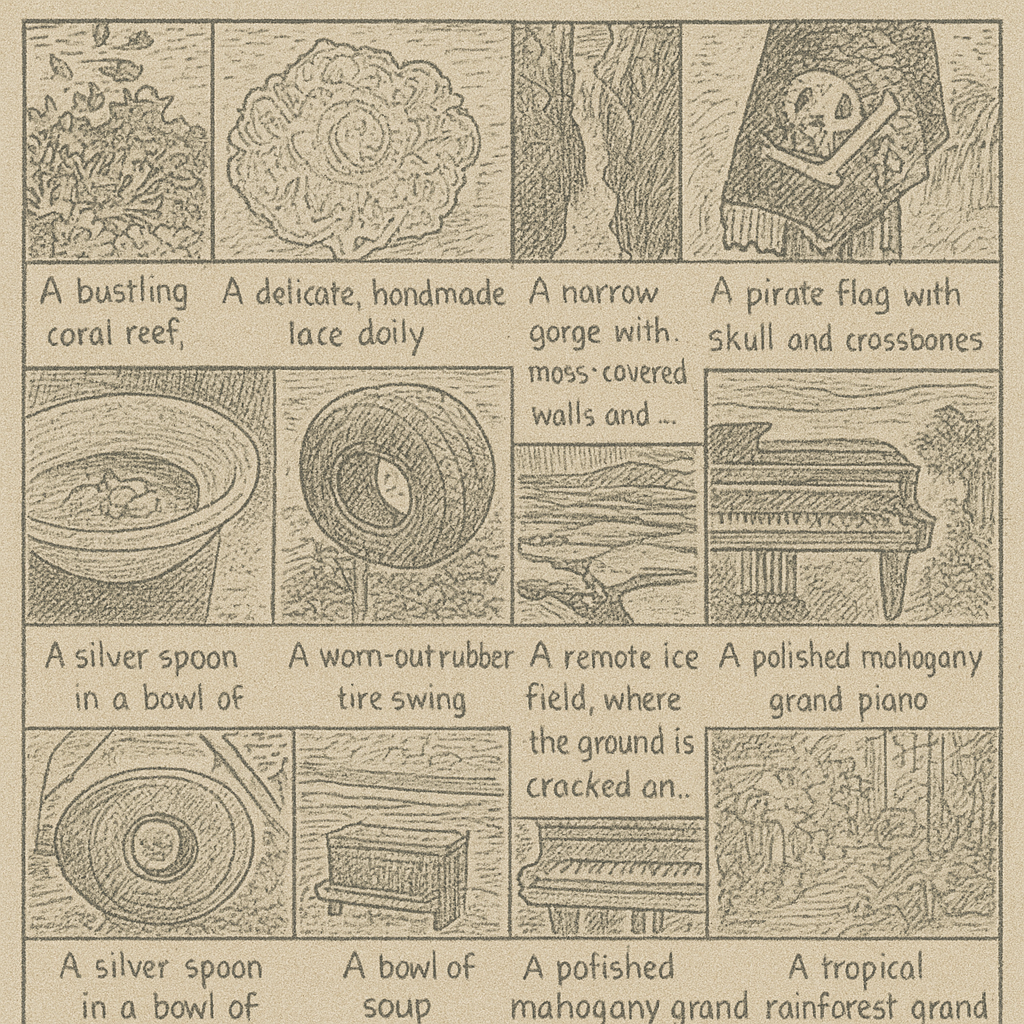 A bustling
coral reef,
A delicate, hondmade
lace doily
A narrow
gorge with.
moss·covered
walls and ...
A pirate flag with
skull and crossbones
A silver spoon
in a bowl of
A worn-out rubber
tire swing
A remote ice
field, where
the ground is
cracked an..
A polished mohogany
grand piano
A silver spoon
in a bowl of
A bowl of
soup
A pofished
mahogany grand
A tropical
rainforest grand